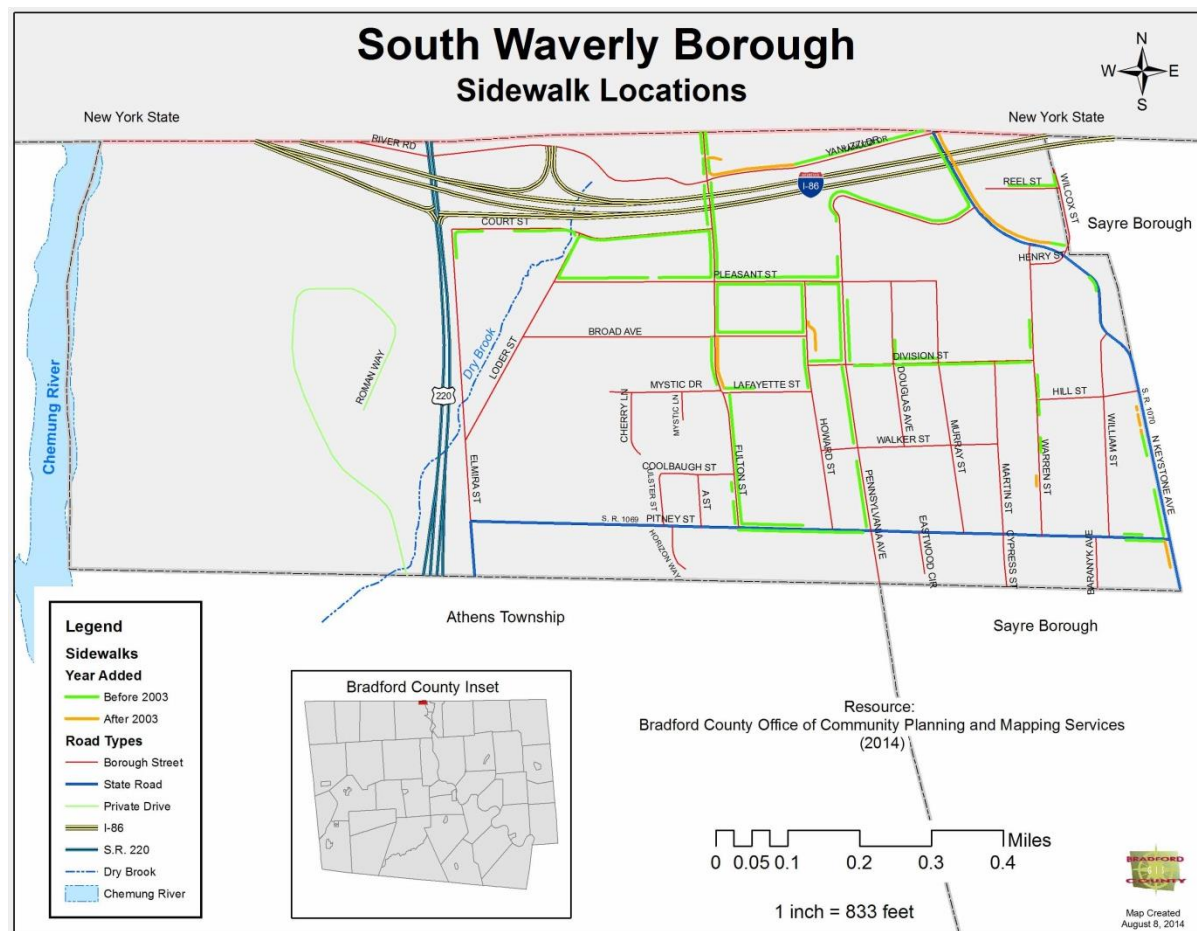 South Waverly Borough
Sidewalk Locations
N
W
E
S
New York State
New York State
RIVER RD
I-86
REEL ST
WILCOX ST
Sayre Borough
COURT ST
HENRY ST
PLEASANT ST
BROAD AVE
Dry Brook
LODER ST
DIVISION ST
ROMAN WAY
220
MYSTIC DR
LAFAYETTE ST
CHERRY LN
MYSTIC LN
DOUGLAS AVE
HILL ST
S.R. 1070
N KEYSTONE AVE
Chemung River
ELMIRA ST
COOLBAUGH ST
ULSTER ST
A ST
FULTON ST
HOWARD ST
WALKER ST
MURRAY ST
MARTIN ST
WARREN ST
WILLIAM ST
S. R. 1069
PITNEY ST
HORIZON WAY
PENNSYLVANIA AVE
EASTWOOD CIR
CYPRESS ST
Athens Township
Sayre Borough
Legend
Sidewalks
Year Added
Before 2003
After 2003
Road Types
Borough Street
State Road
Private Drive
I-86
S.R. 220
Dry Brook
Chemung River
Bradford County Inset
Resource:
Bradford County Office of Community Planning and Mapping Services
(2014)
Miles
0 0.05 0.1 0.2 0.3 0.4
1 inch = 833 feet
BRADFORD
COUNTY
Map Created
August 8, 2014